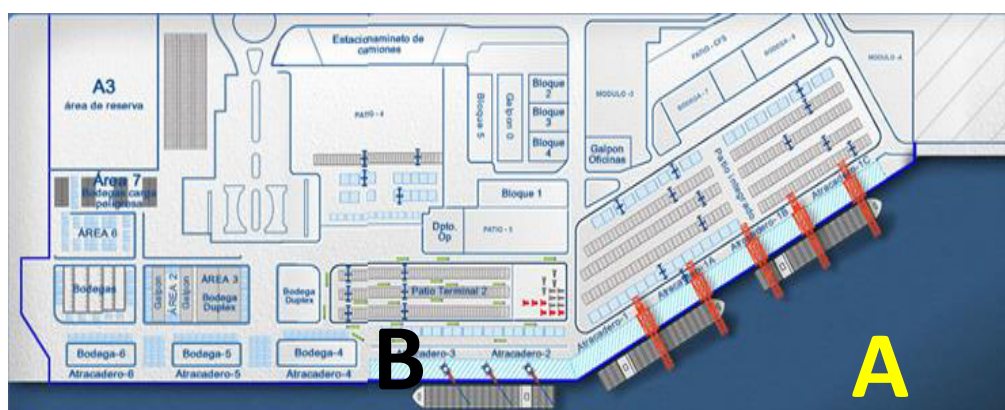 Estacionamineto de
camiones
A3
área de reserva
PATIO - 4
Bloque 5
Galpon 0
Bloque
2
Bloque
3
Bloque
4
MODULO -3
PATIO -CFS
BODEGA - 7
BODEGA - 8
MODULO -4
Galpon
Oficinas
Área 7
Bodegas carga
peligrosa
ÁREA 6
Bloque 1
Dpto.
Op
PATIO - 1
Patio Integrado
Atracadero-1C
Atracadero-1B
Atracadero-1A
Atracadero-1
Bodegas
Galpon
ÁREA 2
Galpon
ÁREA 3
Bodega
Duplex
Bodega
Duplex
Patio Terminal 2
Bodega-6
Bodega-5
Bodega-4
Atracadero-6
Atracadero-5
Atracadero-4
Atracadero-3
Atracadero-2
B
A